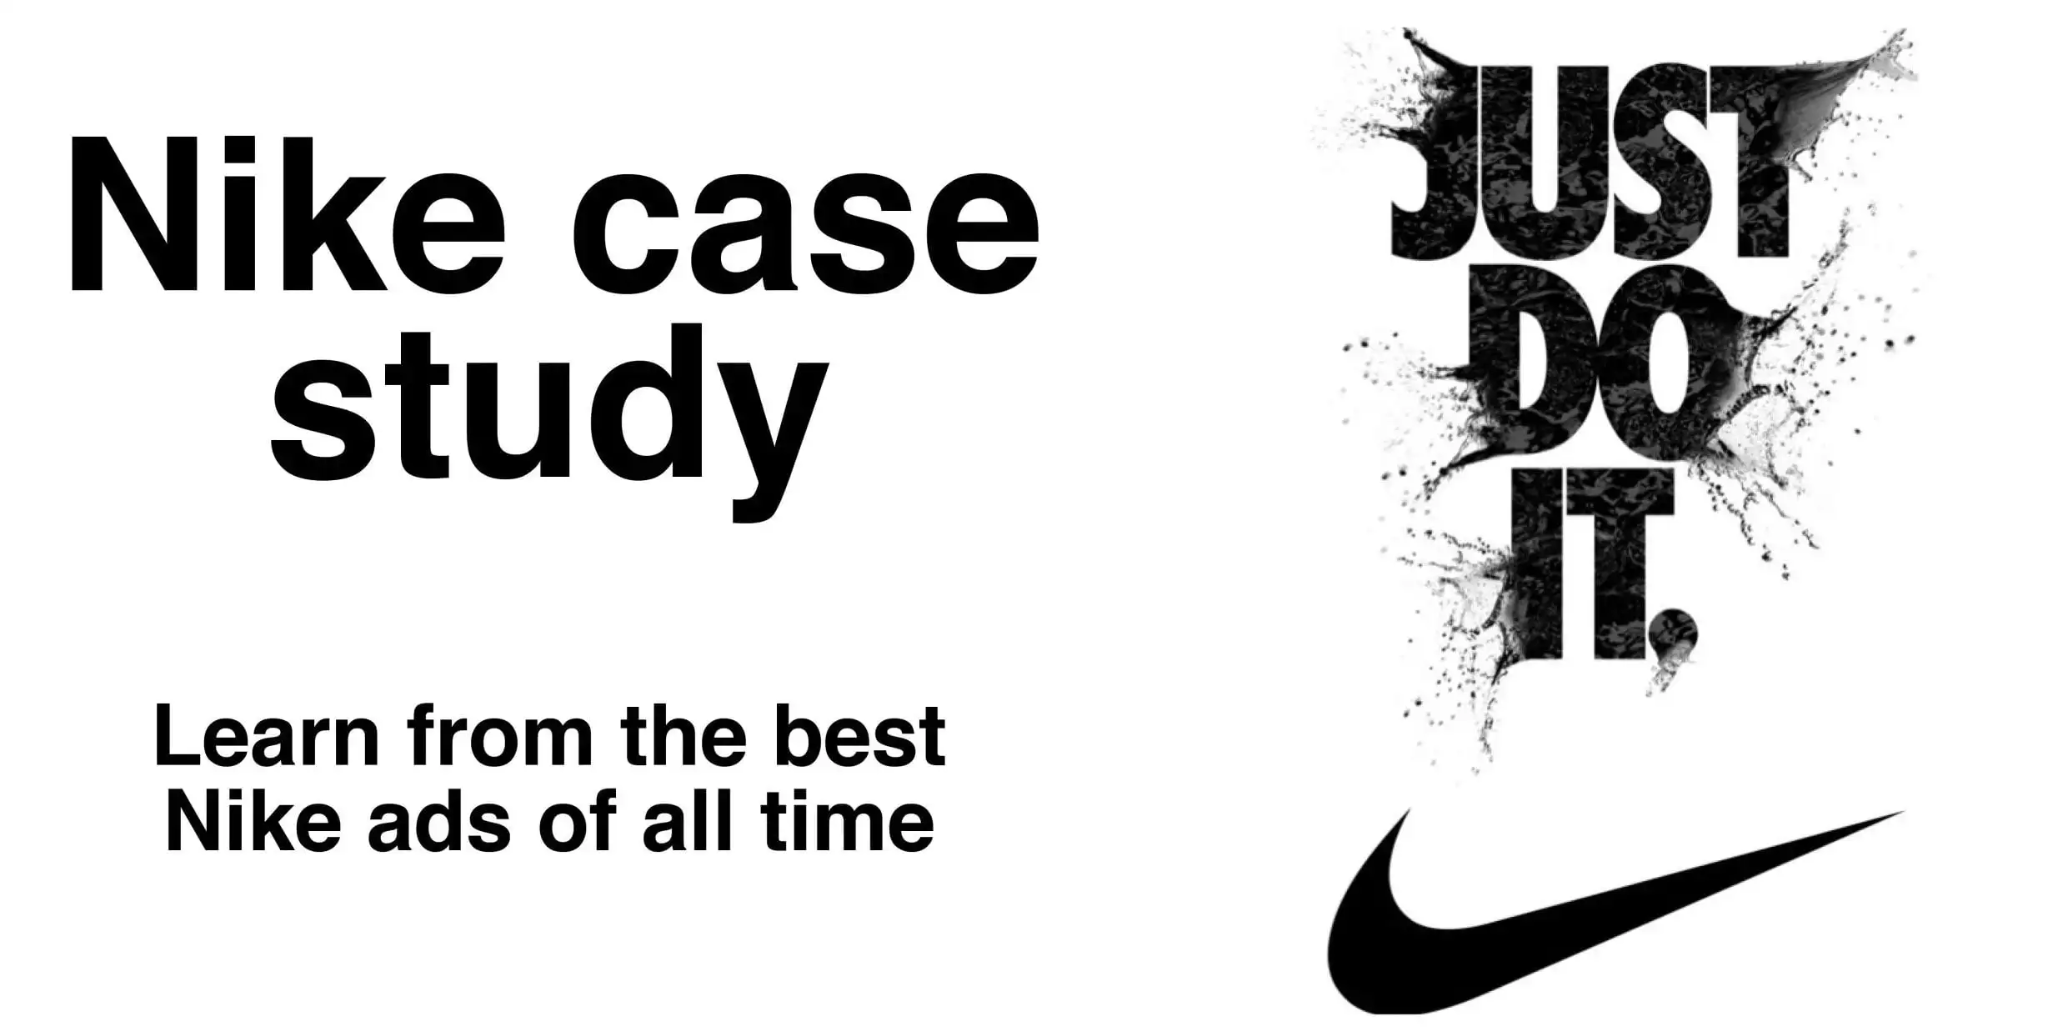 Nike case
study
Learn from the best
Nike ads of all time
JUST
DO
IT,